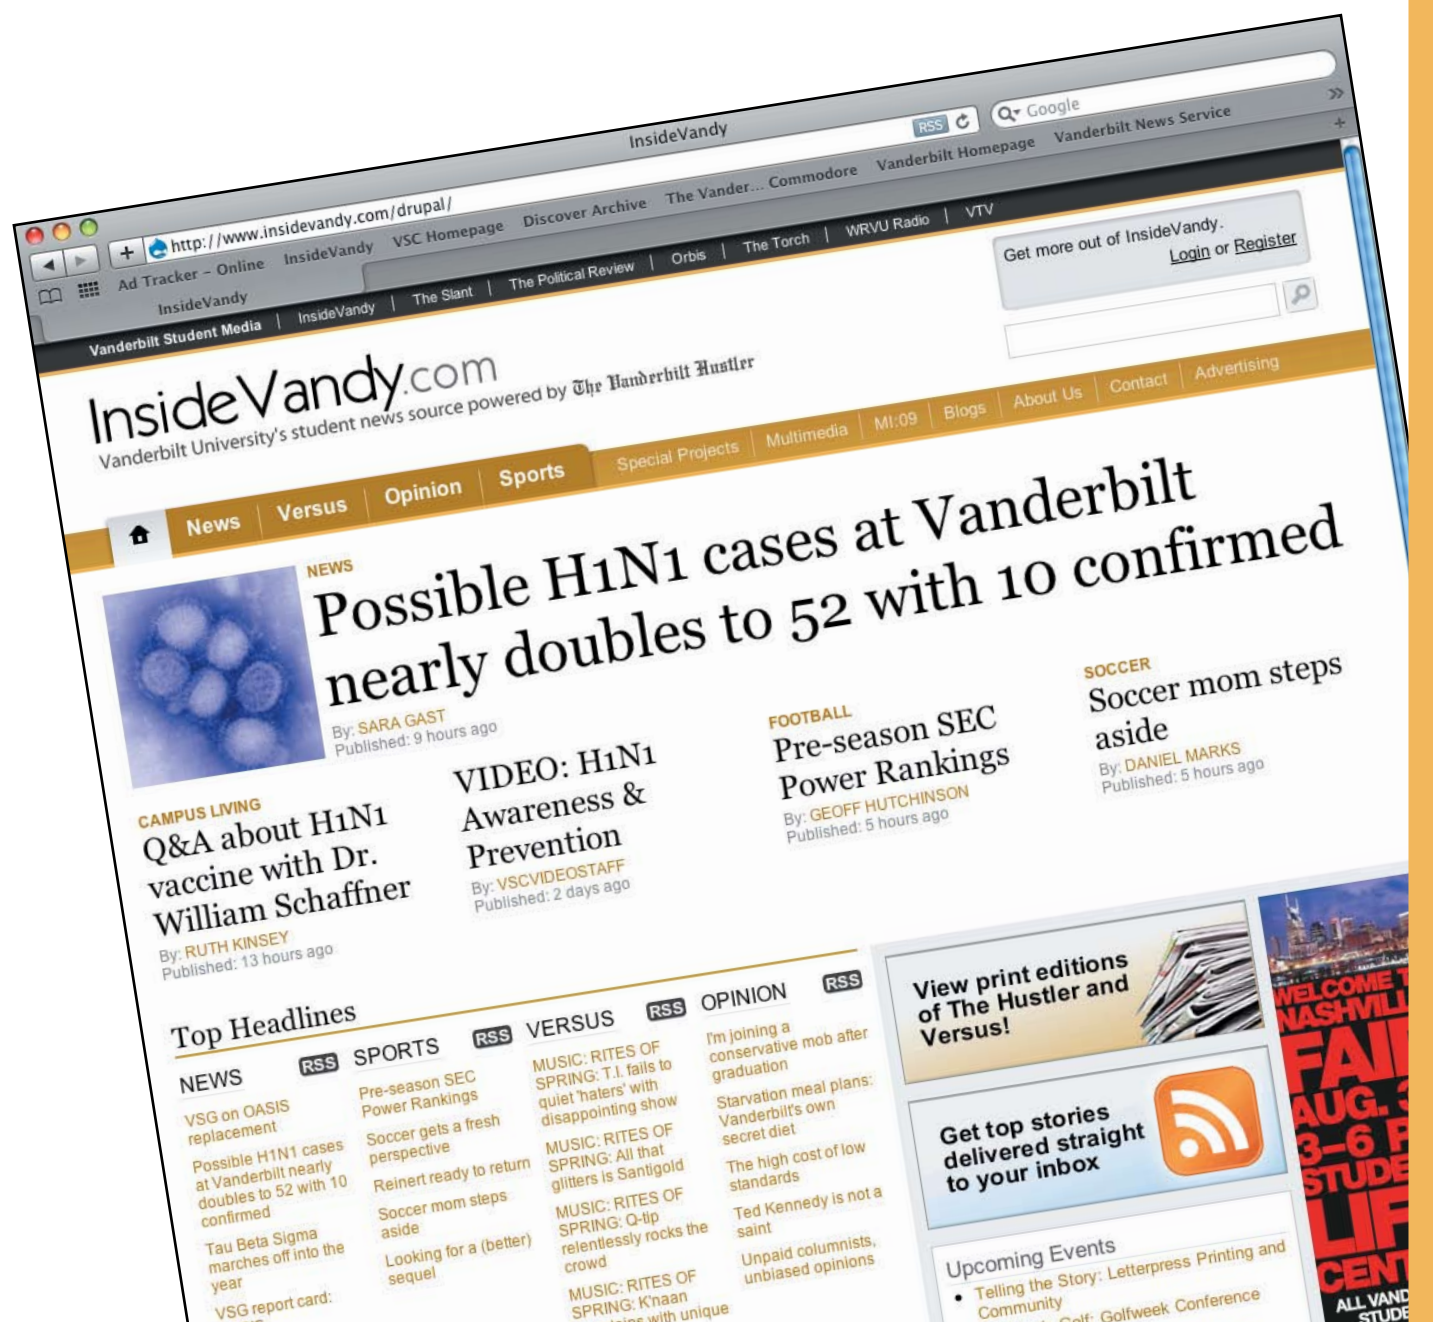 InsideVandy
http://www.insidevandy.com/drupal/
RSS
Google
Ad Tracker – Online InsideVandy VSC Homepage Discover Archive The Vander... Commodore Vanderbilt Homepage Vanderbilt News Service
InsideVandy
Vanderbilt Student Media | InsideVandy | The Slant | The Political Review | Orbis | The Torch | WRVU Radio | VTV
Get more out of InsideVandy.
Login or Register
InsideVandy.com
Vanderbilt University's student news source powered by The Vanderbilt Hustler
News Versus Opinion Sports Special Projects Multimedia MI:09 Blogs About Us Contact Advertising
NEWS
Possible H1N1 cases at Vanderbilt
nearly doubles to 52 with 10 confirmed
By: SARA GAST
Published: 9 hours ago
CAMPUS LIVING
Q&A about H1N1
vaccine with Dr.
William Schaffner
By: RUTH KINSEY
Published: 13 hours ago
VIDEO: H1N1
Awareness &
Prevention
By: VSCVIDEOSTAFF
Published: 2 days ago
FOOTBALL
Pre-season SEC
Power Rankings
By: GEOFF HUTCHINSON
Published: 5 hours ago
SOCCER
Soccer mom steps
aside
By: DANIEL MARKS
Published: 5 hours ago
Top Headlines
NEWS RSS
VSG on OASIS
replacement
Possible H1N1 cases
at Vanderbilt nearly
doubles to 52 with 10
confirmed
Tau Beta Sigma
marches off into the
year
VSG report card:
SPORTS RSS
Pre-season SEC
Power Rankings
Soccer gets a fresh
perspective
Reinert ready to return
Soccer mom steps
aside
Looking for a (better)
sequel
VERSUS RSS
MUSIC: RITES OF
SPRING: T.I. fails to
quiet 'haters' with
disappointing show
MUSIC: RITES OF
SPRING: All that
glitters is Santigold
MUSIC: RITES OF
SPRING: Q-tip
relentlessly rocks the
crowd
MUSIC: RITES OF
SPRING: K'naan
with unique
OPINION RSS
I'm joining a
conservative mob after
graduation
Starvation meal plans:
Vanderbilt's own
secret diet
The high cost of low
standards
Ted Kennedy is not a
saint
Unpaid columnists,
unbiased opinions
View print editions
of The Hustler and
Versus!
Get top stories
delivered straight
to your inbox
Upcoming Events
• Telling the Story: Letterpress Printing and
Community
Golf: Golfweek Conference
WELCOME T
NASHVILL
FAI
AUG. 3
3–6 P
STUDE
LIF
CENT
ALL VAND
STUDE